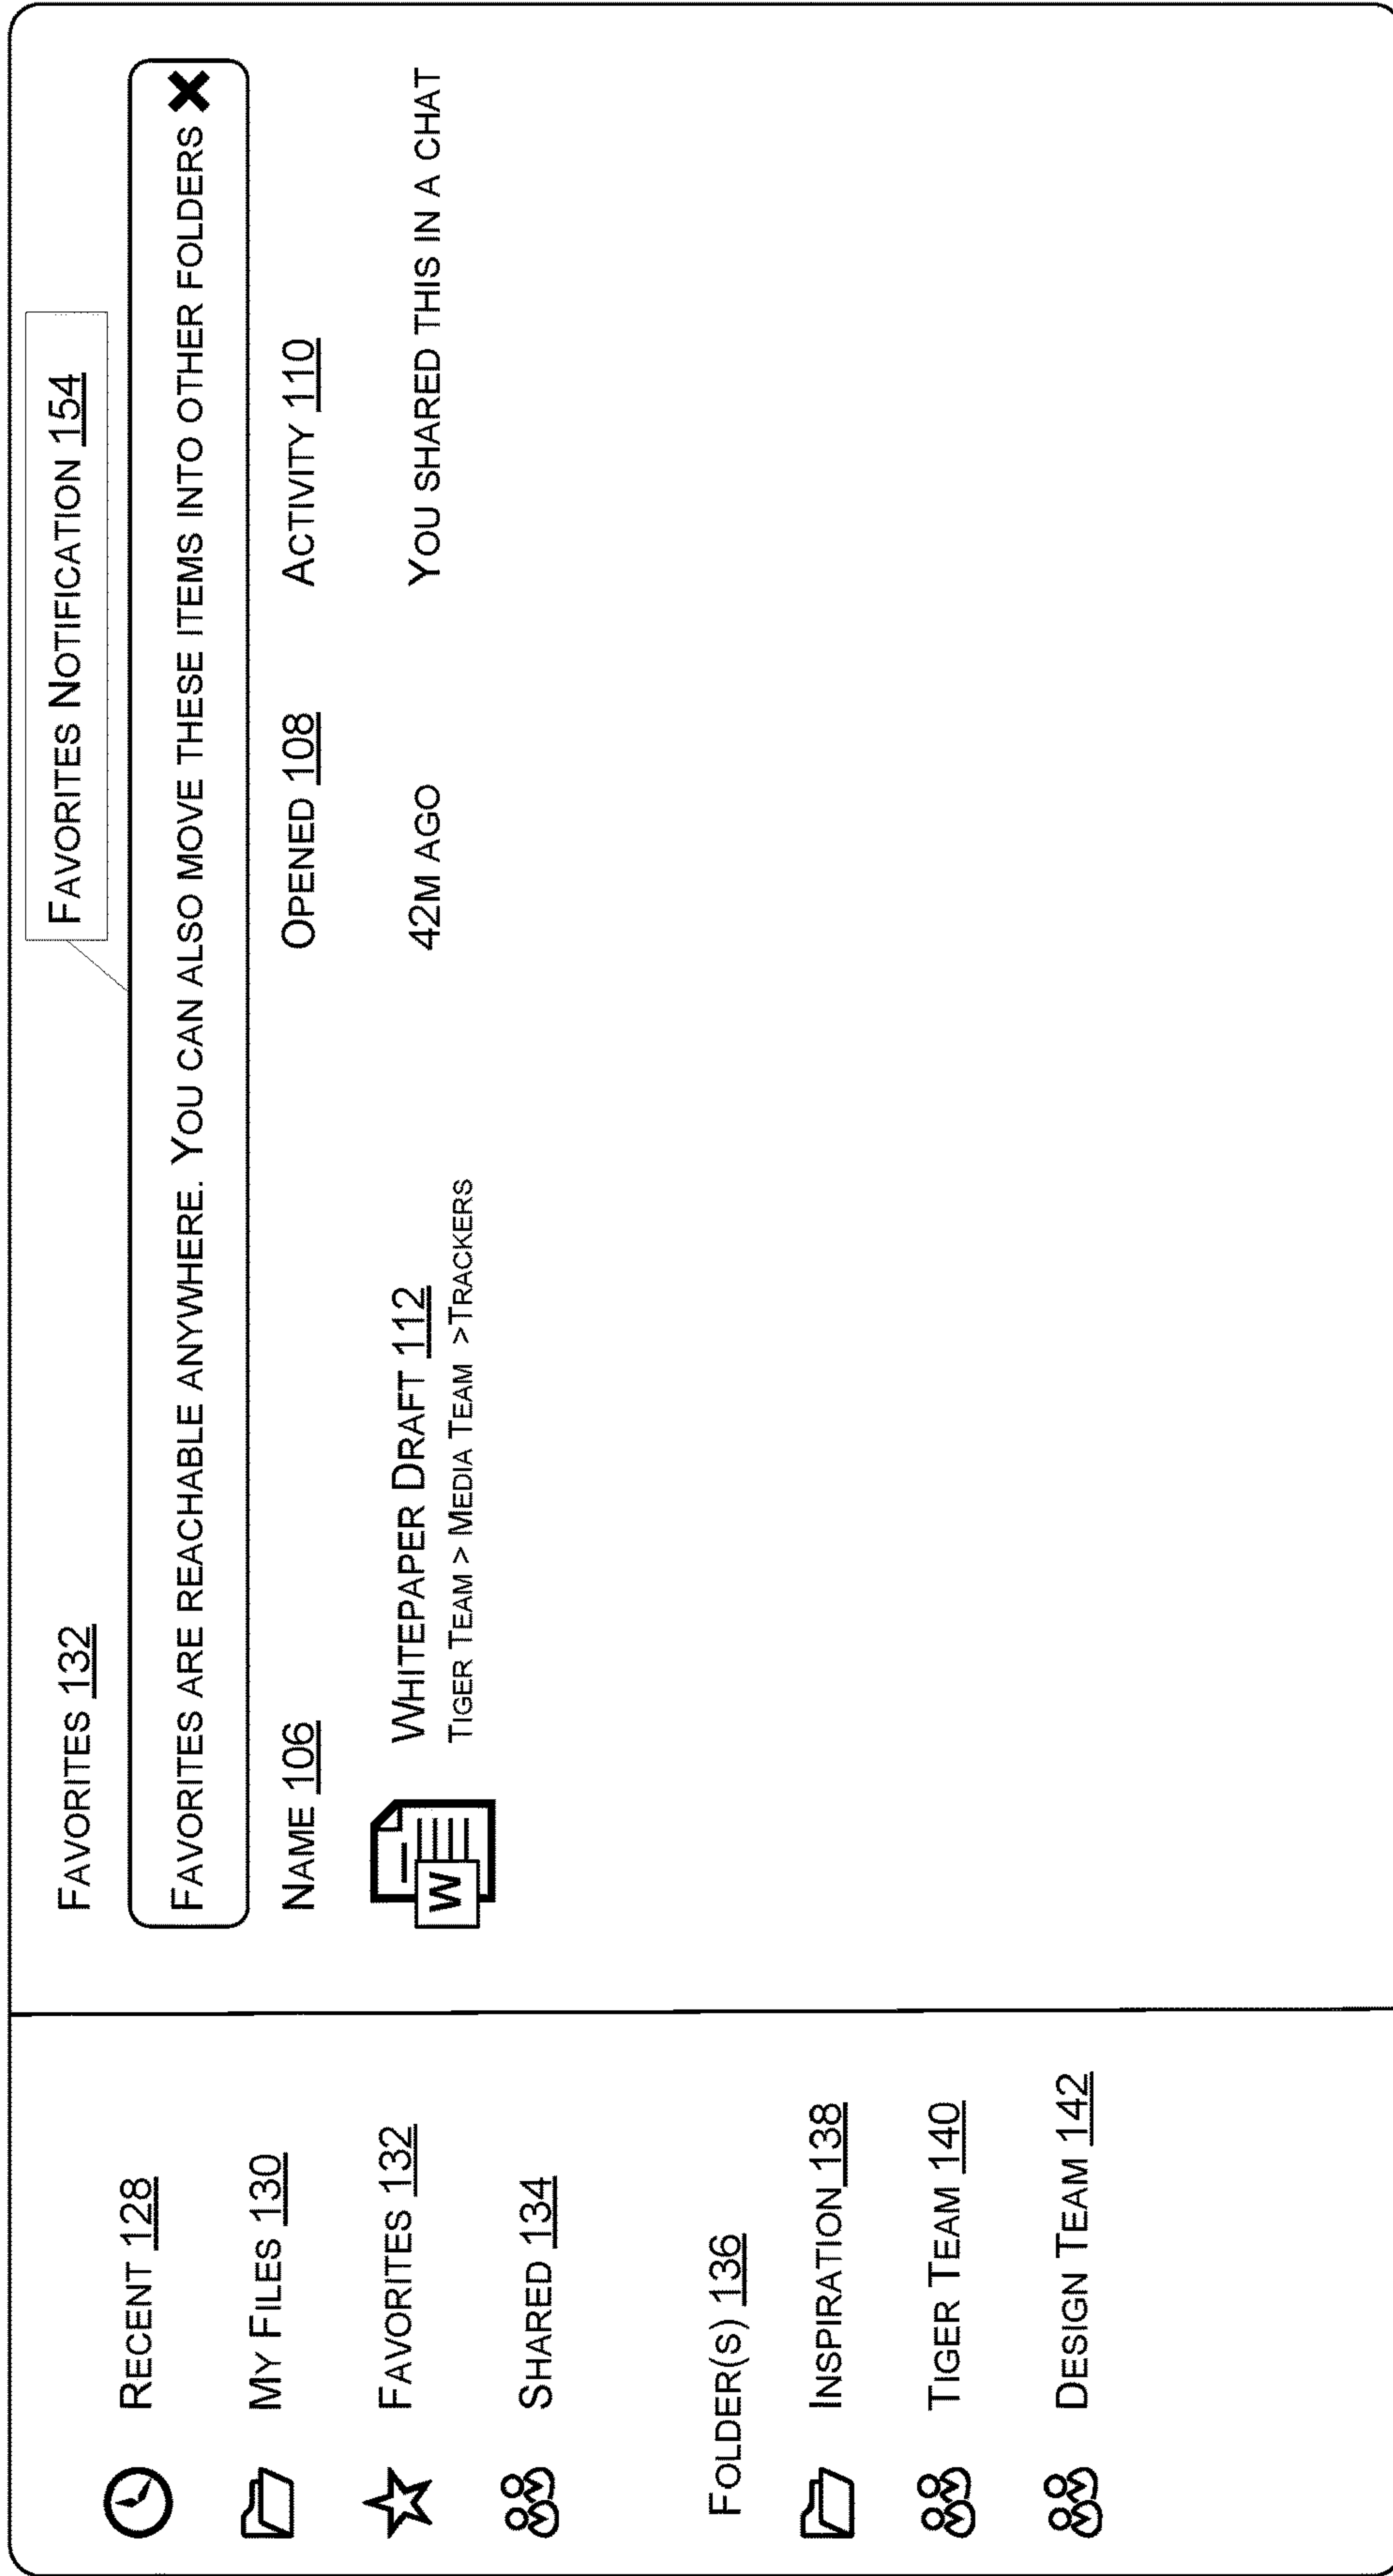 RECENT 128
MY FILES 130
FAVORITES 132
SHARED 134
FOLDER(S) 136
INSPIRATION 138
TIGER TEAM 140
DESIGN TEAM 142
FAVORITES 132
FAVORITES NOTIFICATION 154
FAVORITES ARE REACHABLE ANYWHERE. YOU CAN ALSO MOVE THESE ITEMS INTO OTHER FOLDERS
NAME 106 OPENED 108 ACTIVITY 110
W
WHITEPAPER DRAFT 112 42M AGO YOU SHARED THIS IN A CHAT
TIGER TEAM > MEDIA TEAM >TRACKERS